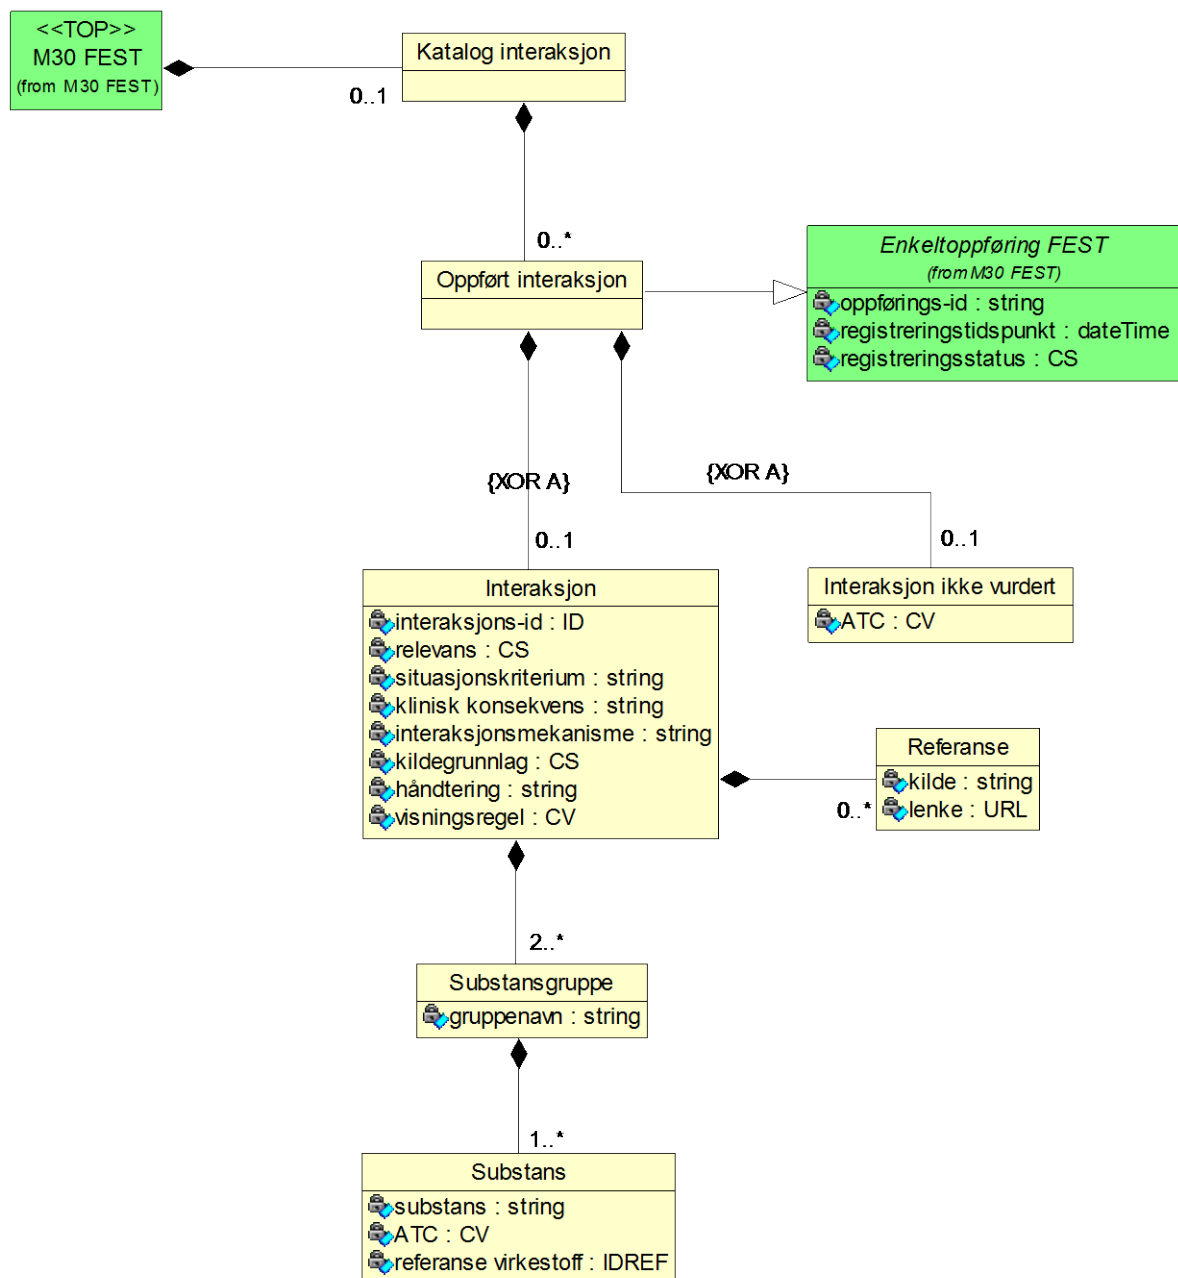 <<TOP>>
M30 FEST
(from M30 FEST)
Katalog interaksjon
0..1
0..*
Oppført interaksjon
Enkeltoppføring FEST
(from M30 FEST)
oppførings-id : string
registreringstidspunkt : dateTime
registreringsstatus : CS
{XOR A}
{XOR A}
0..1
0..1
Interaksjon
interaksjons-id : ID
relevans : CS
situasjonskriterium : string
klinisk konsekvens : string
interaksjonsmekanisme : string
kildegrunnlag : CS
håndtering : string
visningsregel : CV
Interaksjon ikke vurdert
ATC : CV
Referanse
kilde : string
lenke : URL
0..*
2..*
Substansgruppe
gruppenavn : string
1..*
Substans
substans : string
ATC : CV
referanse virkestoff : IDREF